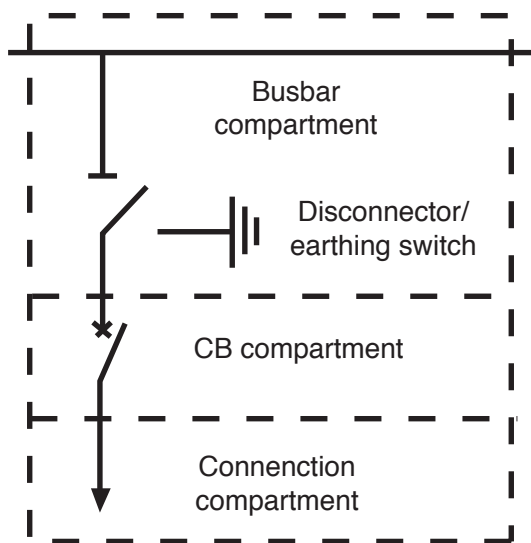 Busbar
compartment
Disconnector/
earthing switch
CB compartment
Connenction
compartment